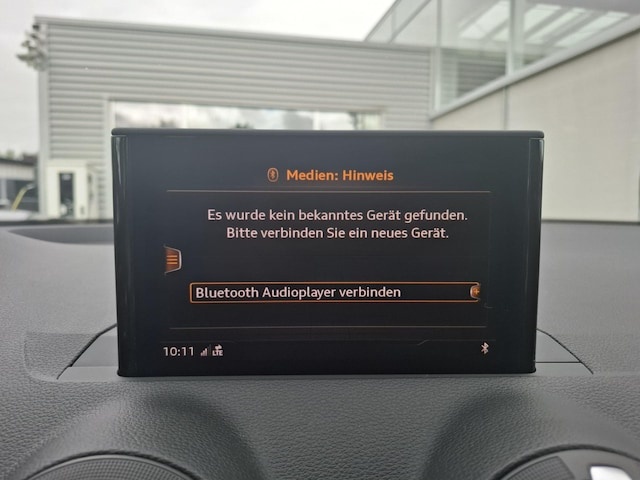 Medien: Hinweis
Es wurde kein bekanntes Gerät gefunden.
Bitte verbinden Sie ein neues Gerät.
Bluetooth Audioplayer verbinden
10:11 LTE